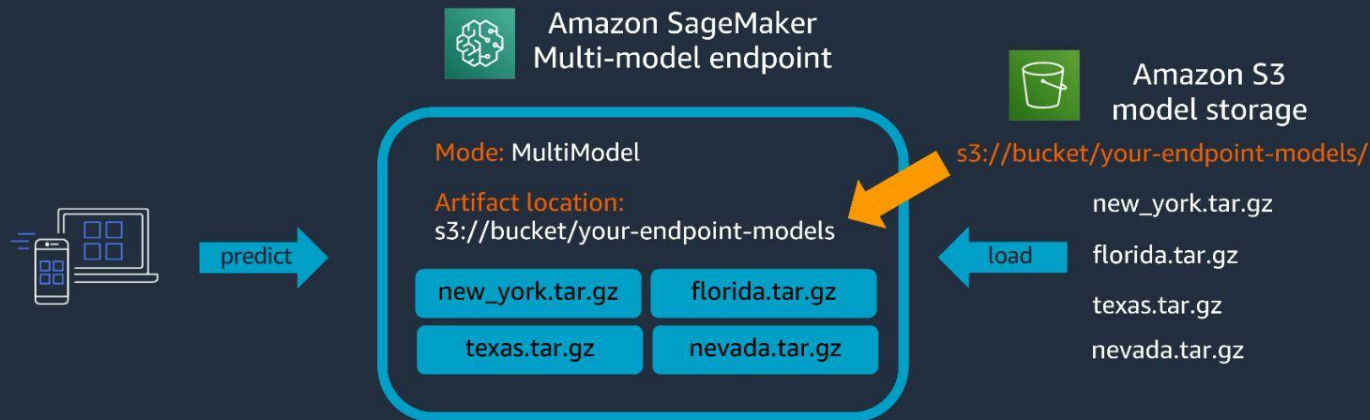 Amazon SageMaker
Multi-model endpoint
Amazon S3
model storage
s3://bucket/your-endpoint-models/
Mode: MultiModel
Artifact location:
s3://bucket/your-endpoint-models
predict
new_york.tar.gz
florida.tar.gz
texas.tar.gz
nevada.tar.gz
load
new_york.tar.gz
florida.tar.gz
texas.tar.gz
nevada.tar.gz